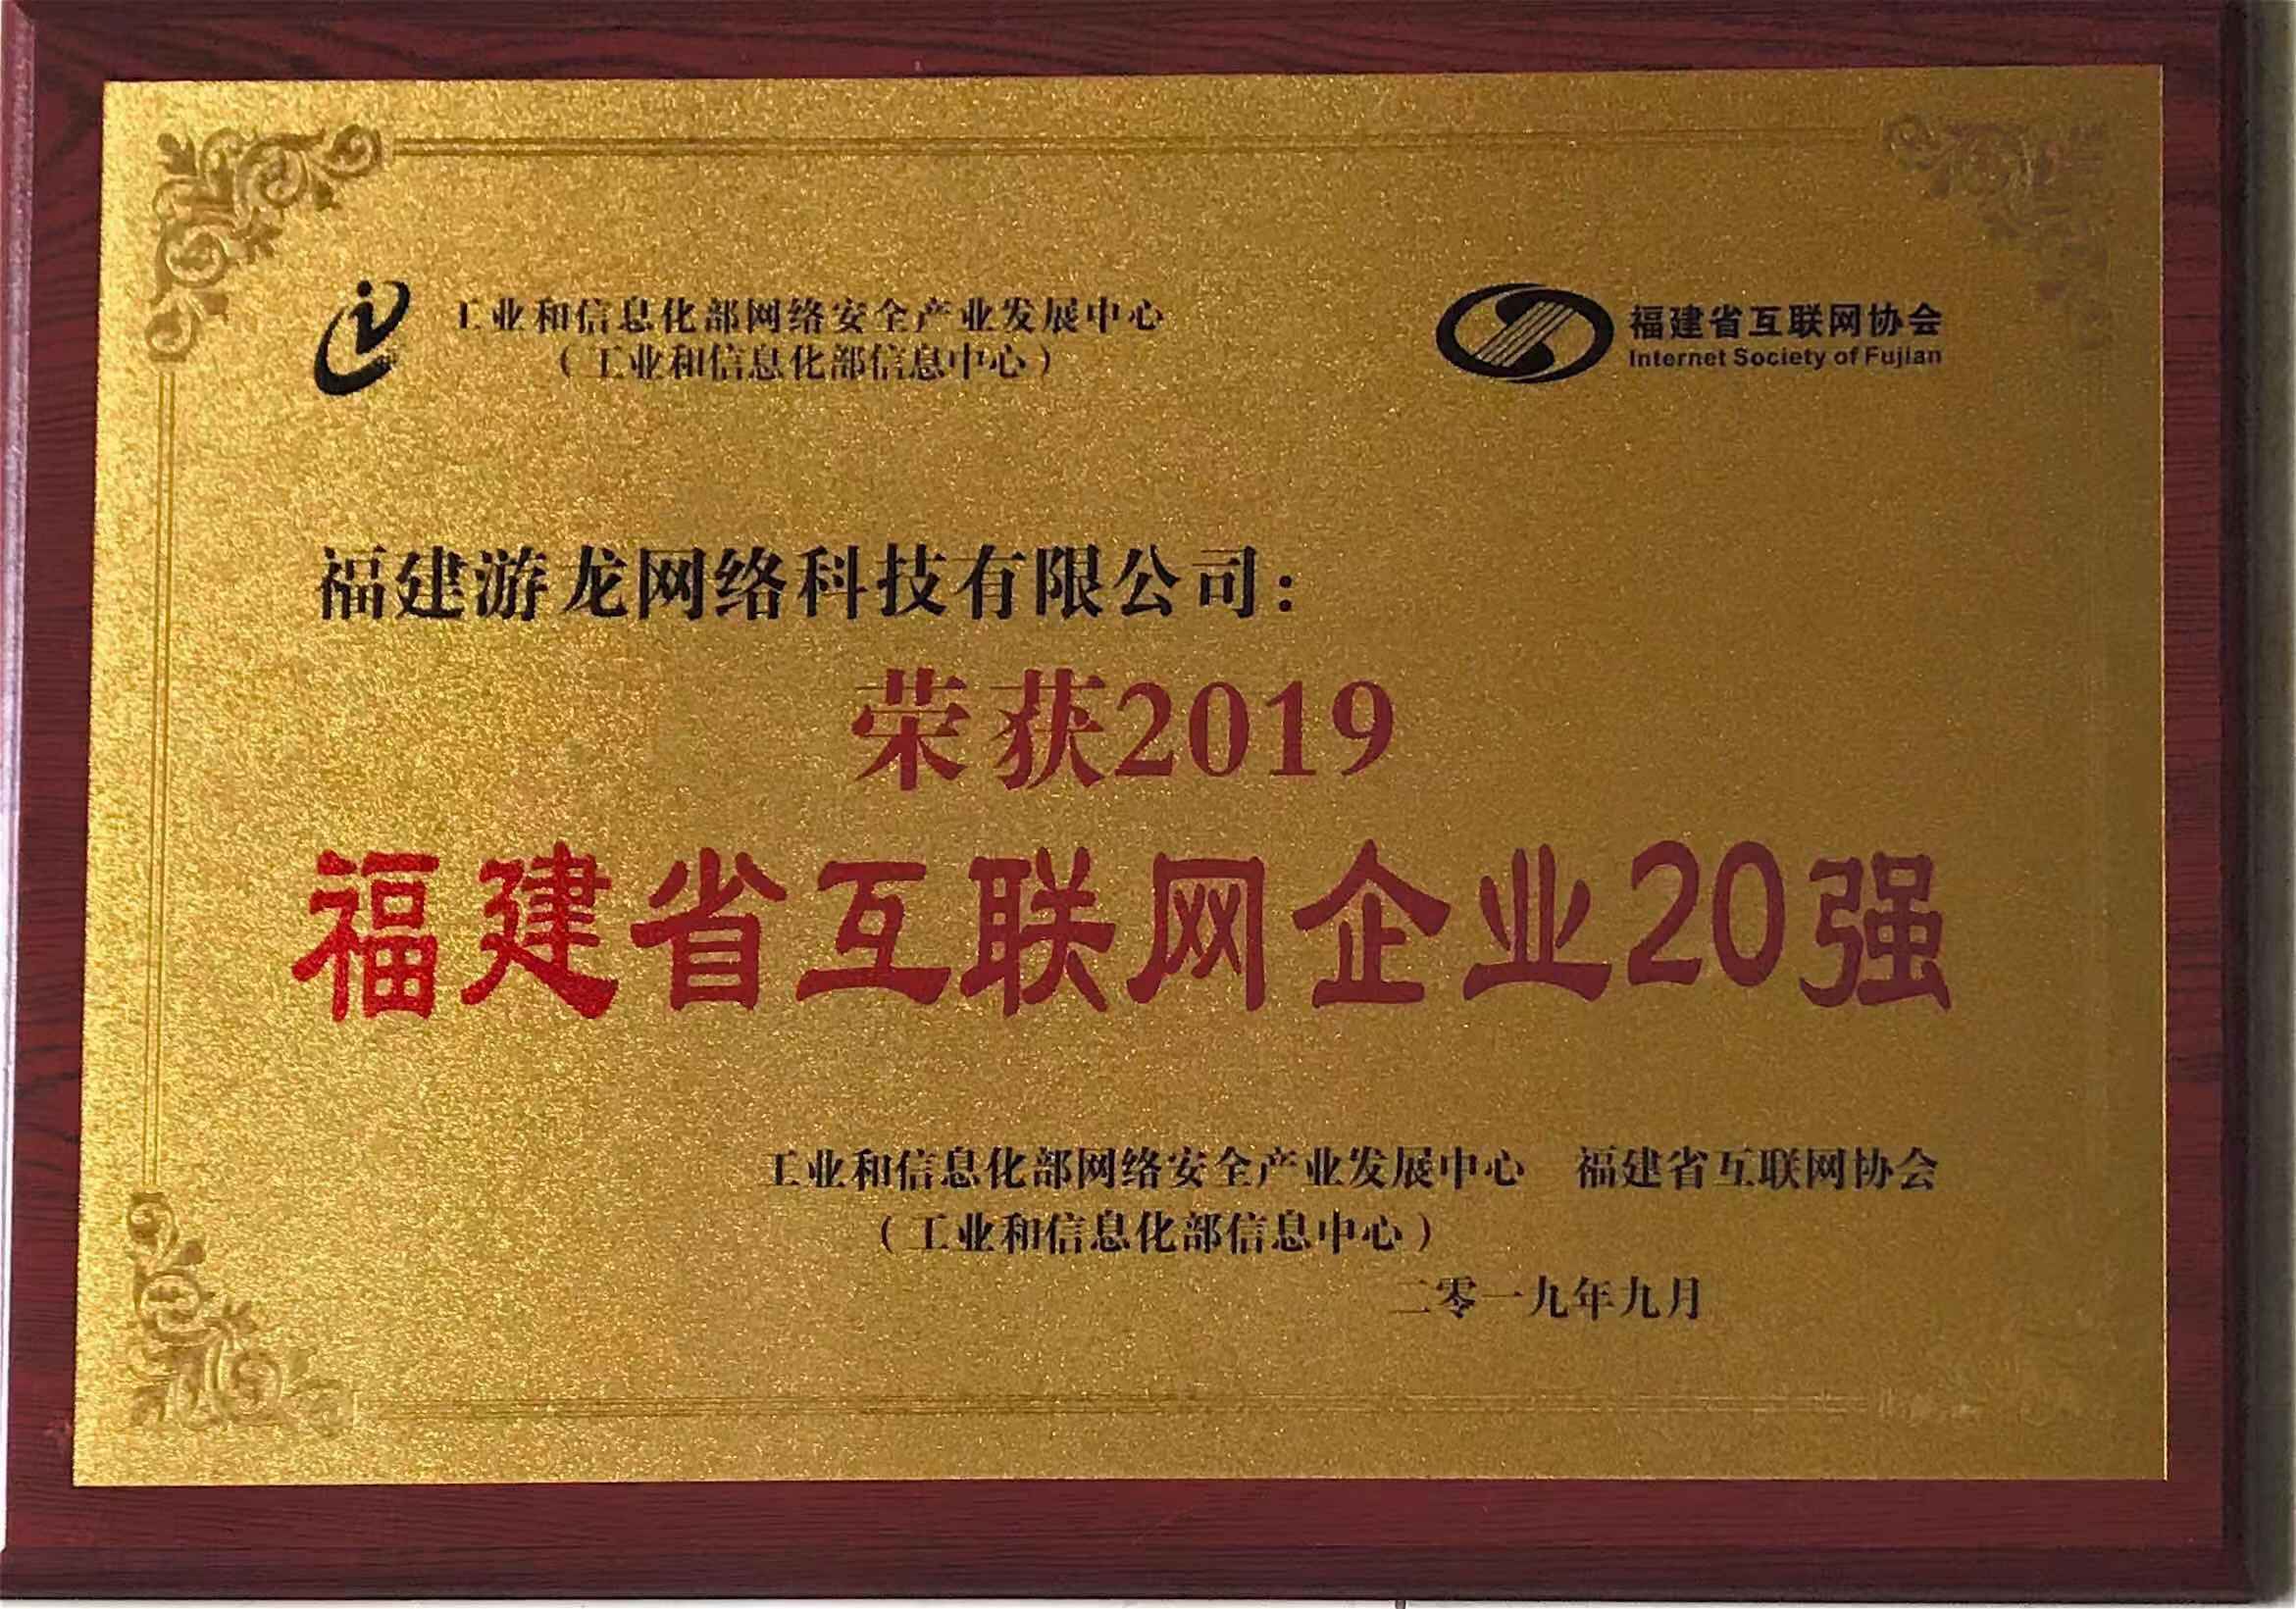 工业和信息化部网络安全产业发展中心
（工业和信息化部信息中心）
福建省互联网协会
Internet Society of Fujian
福建游龙网络科技有限公司：
荣获2019
福建省互联网企业20强
工业和信息化部网络安全产业发展中心 福建省互联网协会
（工业和信息化部信息中心）
二零一九年九月